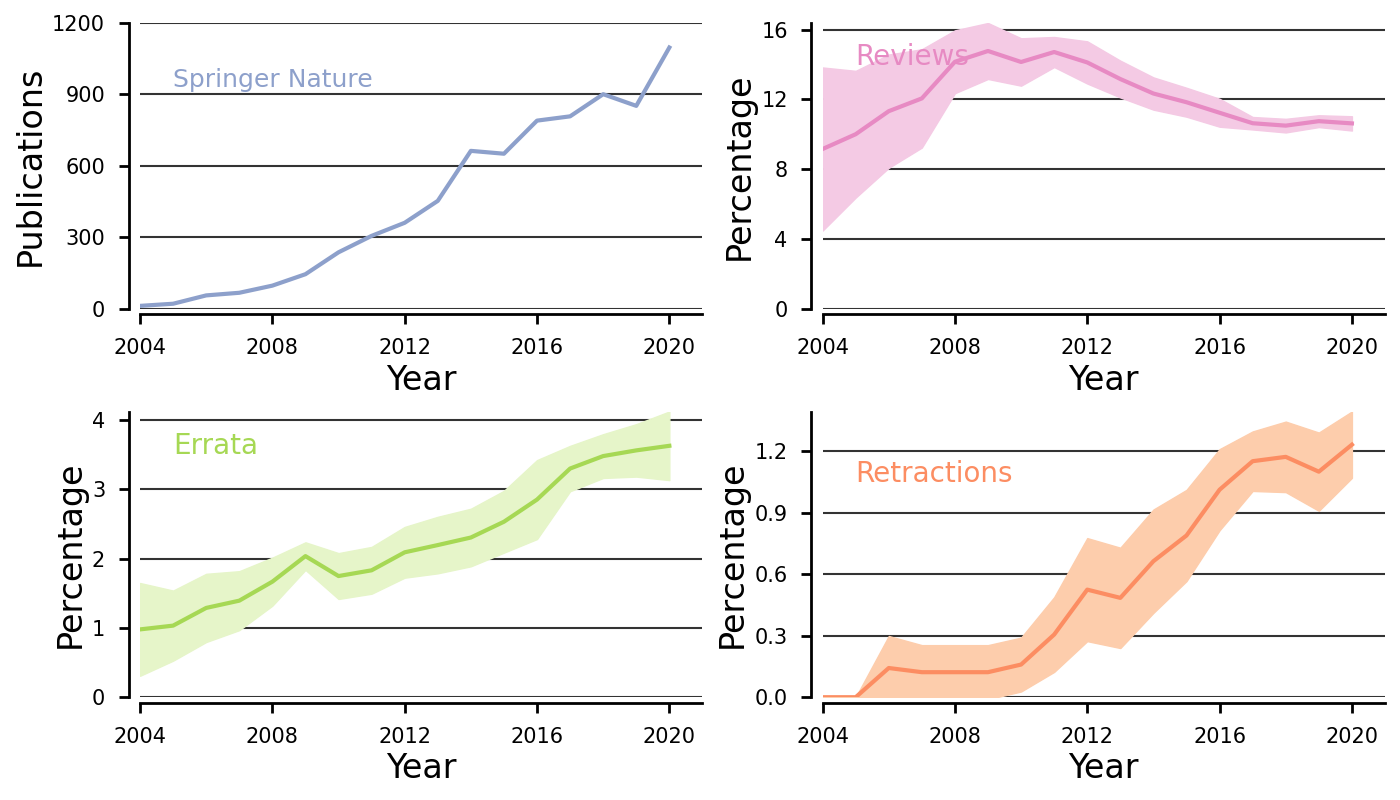 1200
900
600
300
0
Publications
Springer Nature
2004 2008 2012 2016 2020
Year
16
12
8
4
0
Percentage
Reviews
2004 2008 2012 2016 2020
Year
4
3
2
1
0
Percentage
Errata
2004 2008 2012 2016 2020
Year
1.2
0.9
0.6
0.3
0.0
Percentage
Retractions
2004 2008 2012 2016 2020
Year